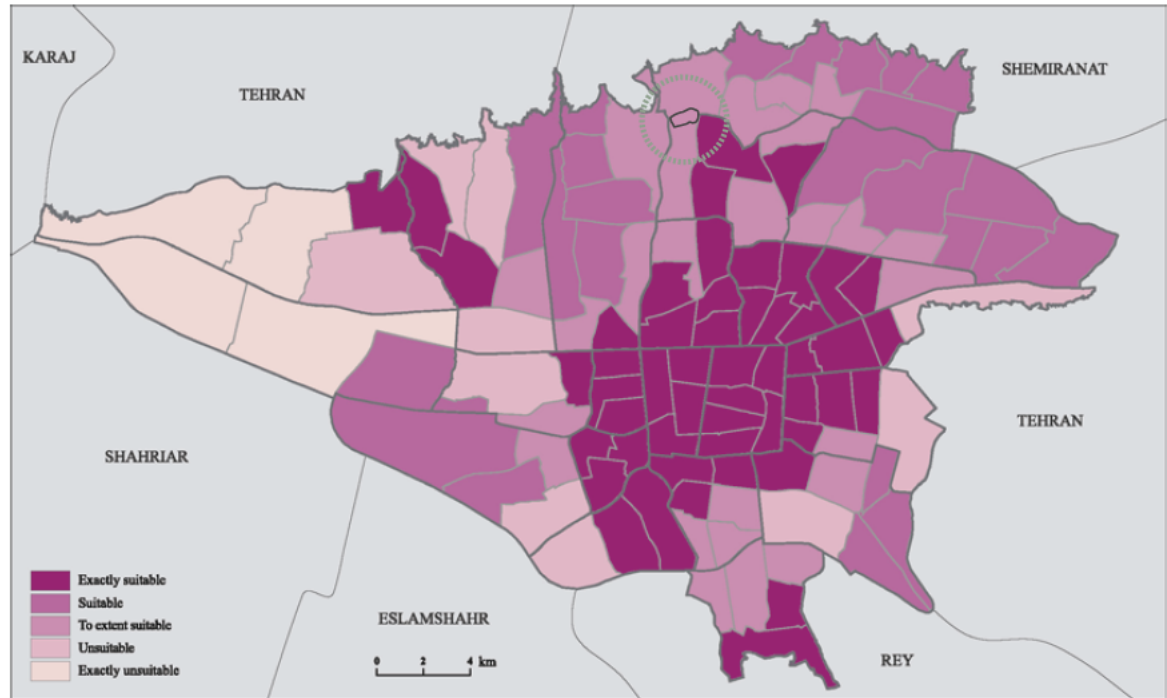 KARAJ
TEHRAN
SHEMIRANAT
TEHRAN
SHAHRIAR
ESLAMSHAHR
REY
Exactly suitable
Suitable
To extent suitable
Unsuitable
Exactly unsuitable
0 2 4 km